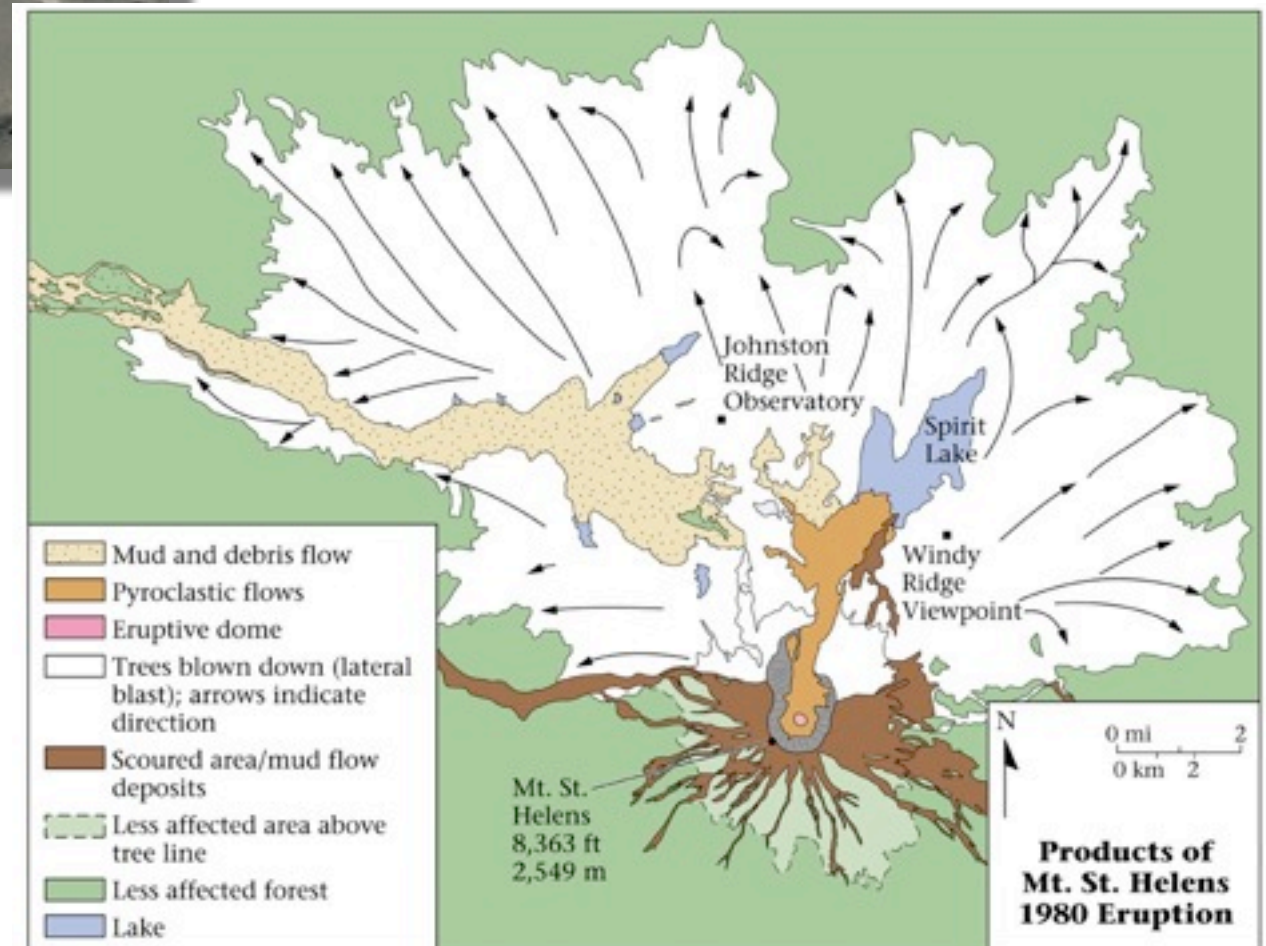 Johnston
Ridge
Observatory
Spirit
Lake
Windy
Ridge
Viewpoint
Mt. St.
Helens
8,363 ft
2,549 m
Mud and debris flow
Pyroclastic flows
Eruptive dome
Trees blown down (lateral
blast); arrows indicate
direction
Scoured area/mud flow
deposits
Less affected area above
tree line
Less affected forest
Lake
N
0 mi 2
0 km 2
Products of
Mt. St. Helens
1980 Eruption